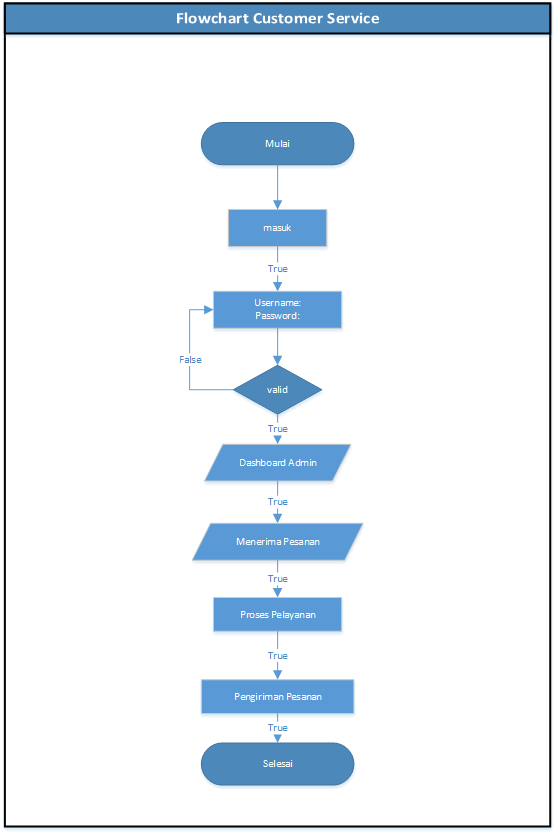 Flowchart Customer Service
Mulai
masuk
True
Username:
Password:
False
valid
True
Dashboard Admin
True
Menerima Pesanan
True
Proses Pelayanan
True
Pengiriman Pesanan
True
Selesai